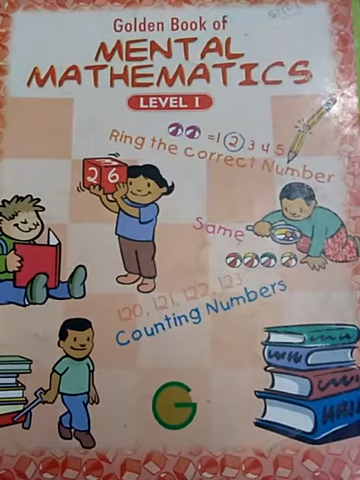 Golden Book of
MENTAL
MATHEMATICS
LEVEL I
=1 2 3 4 5
Ring the Correct Number
26
Same
120, 121, 122, 123
Counting Numbers
G